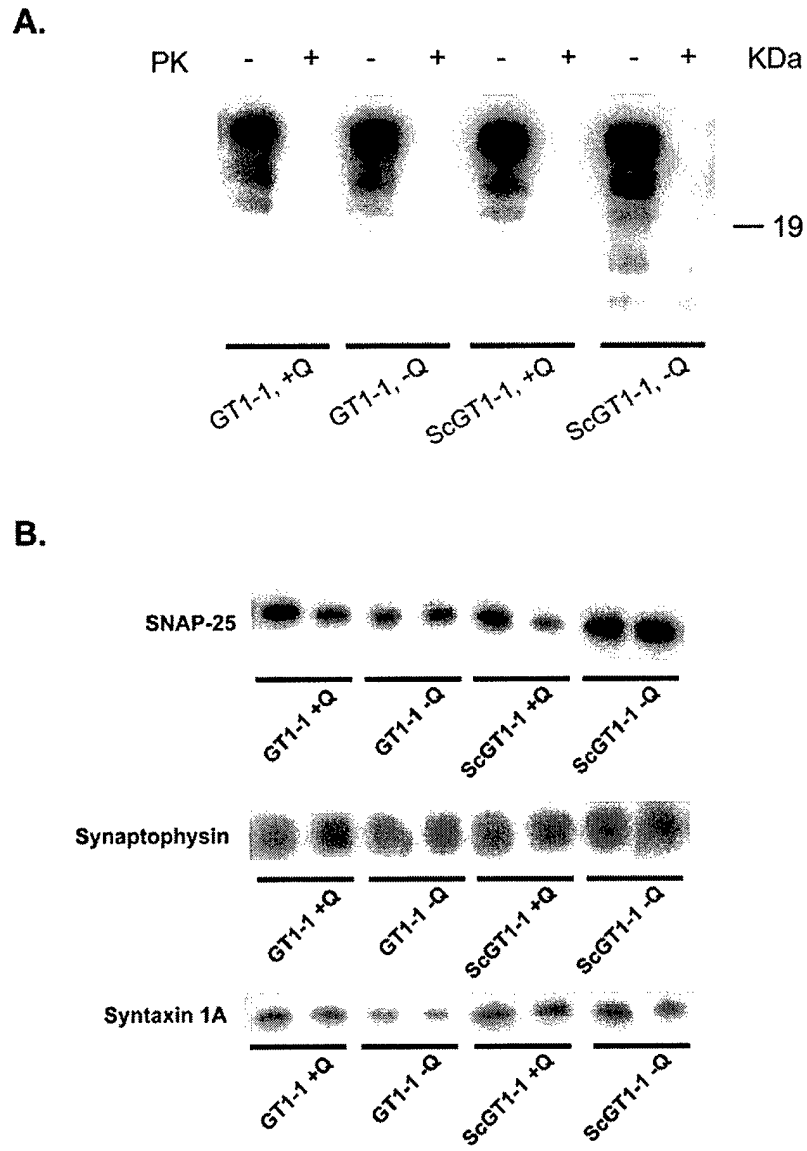 A.
PK - + - + - + - + KDa
19
GT1-1, +Q GT1-1, -Q ScGT1-1, +Q ScGT1-1, -Q
B.
SNAP-25
GT1-1 +Q GT1-1 -Q ScGT1-1 +Q ScGT1-1 -Q
Synaptophysin
GT1-1 +Q GT1-1 -Q ScGT1-1 +Q ScGT1-1 -Q
Syntaxin 1A
GT1-1 +Q GT1-1 -Q ScGT1-1 +Q ScGT1-1 -Q